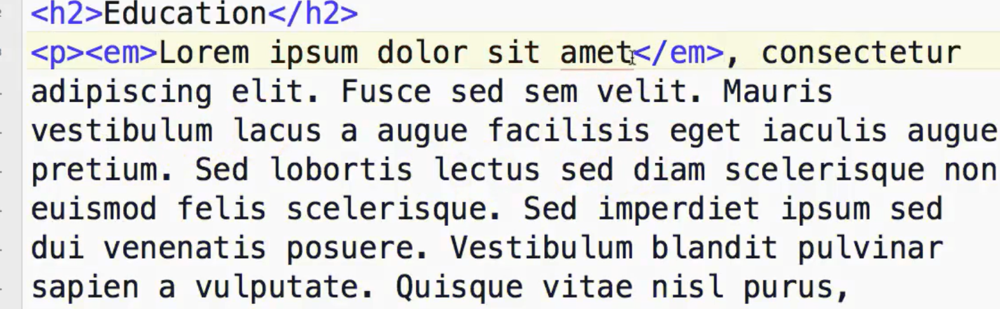 <h2>Education</h2>
<p><em>Lorem ipsum dolor sit amet</em>, consectetur
adipiscing elit. Fusce sed sem velit. Mauris
vestibulum lacus a augue facilisis eget iaculis augue
pretium. Sed lobortis lectus sed diam scelerisque non
euismod felis scelerisque. Sed imperdiet ipsum sed
dui venenatis posuere. Vestibulum blandit pulvinar
sapien a vulputate. Quisque vitae nisl purus,